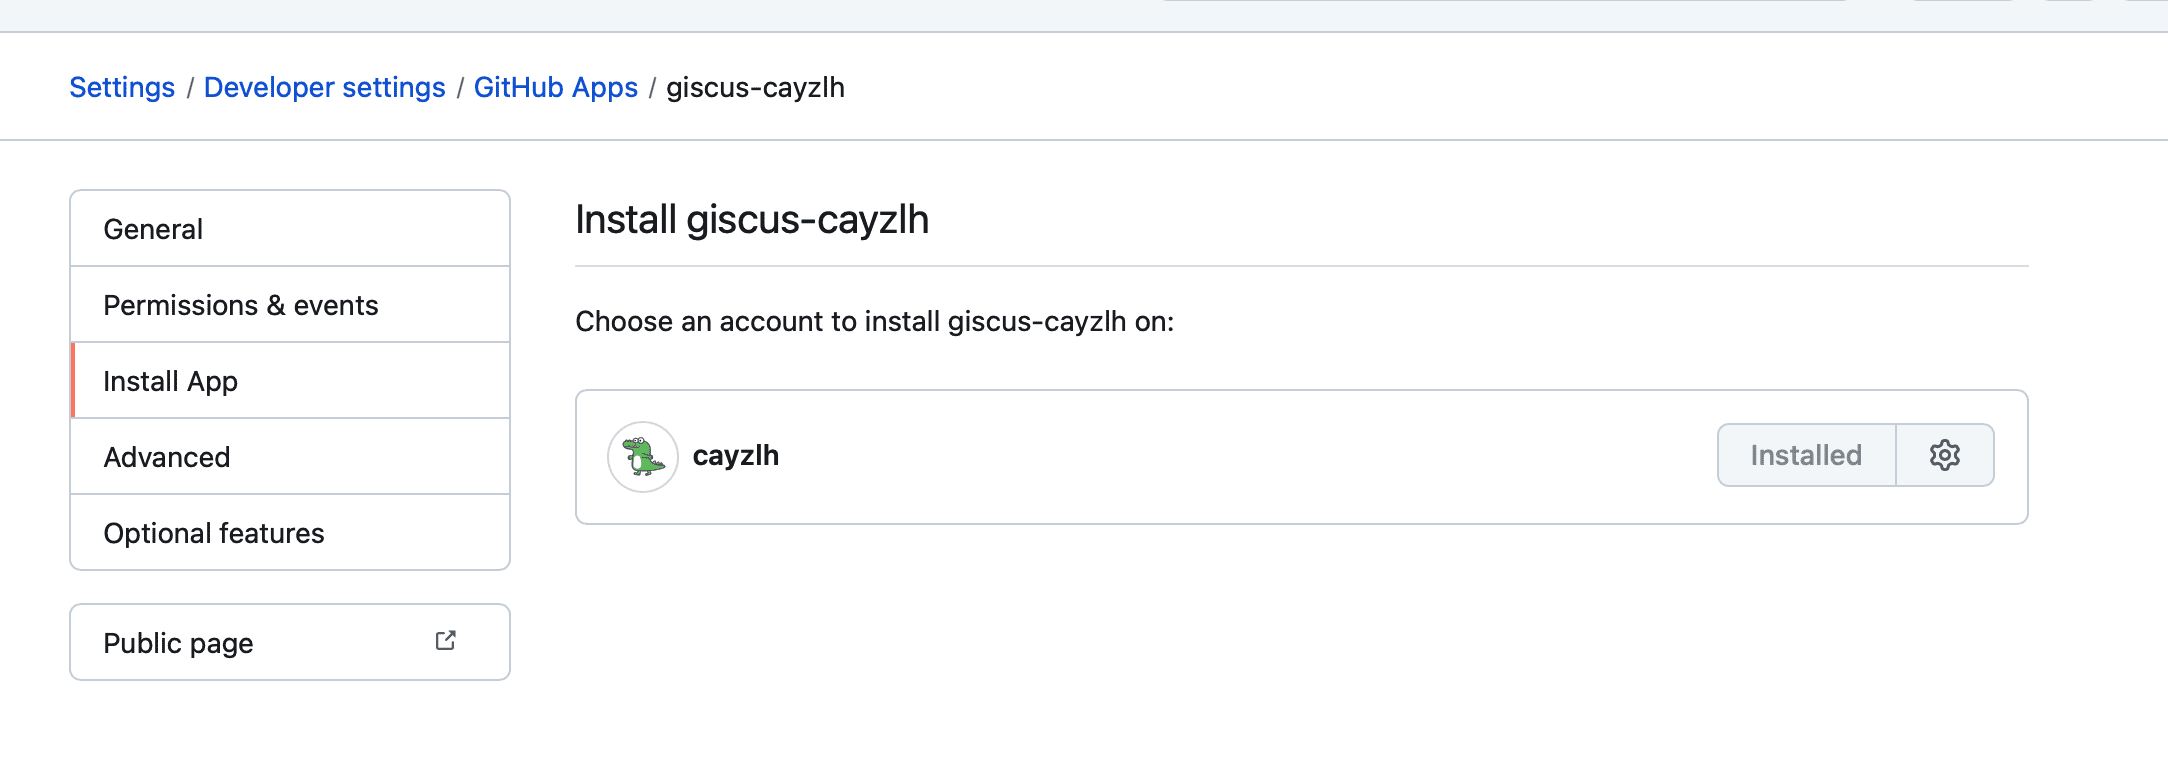 Settings / Developer settings / GitHub Apps / giscus-cayzlh
General
Permissions & events
Install App
Advanced
Optional features
Public page
Install giscus-cayzlh
Choose an account to install giscus-cayzlh on:
cayzlh
Installed